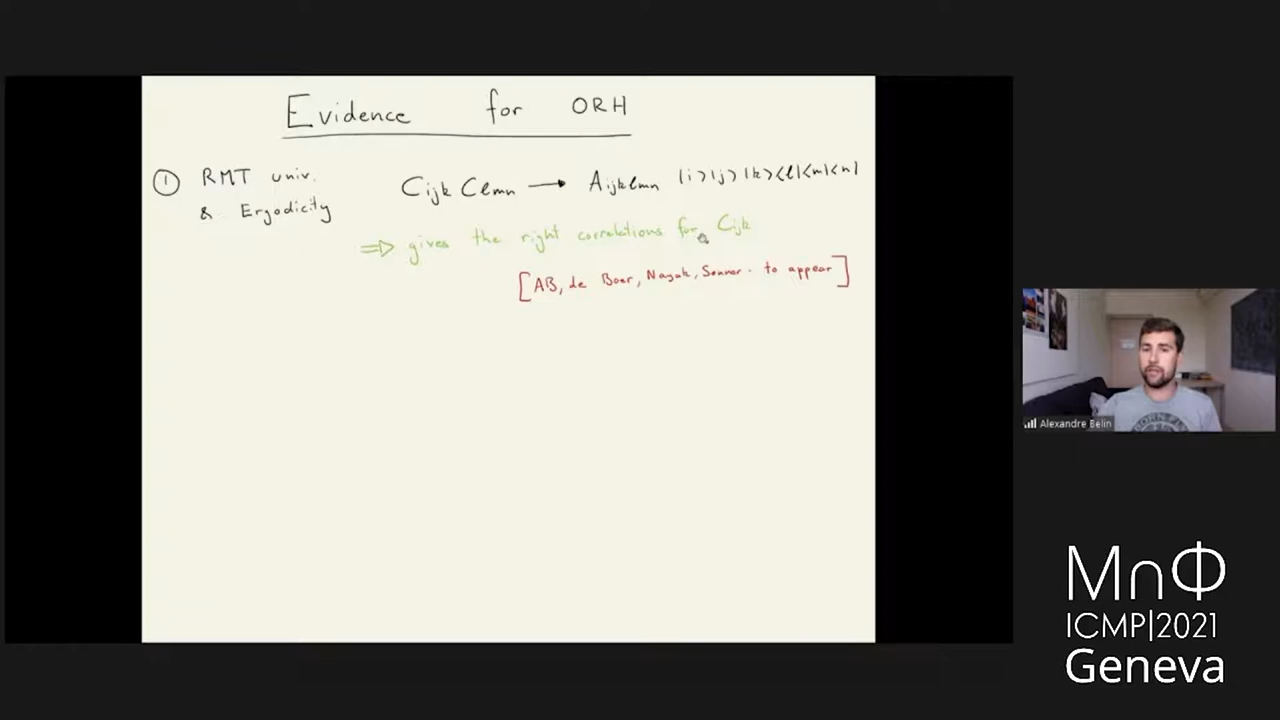 Evidence for ORH
① RMT univ. & Ergodicity
Cijk Clmn → Aijklmn |i>|j>|k><l|<m|<n|
⇒ gives the right correlations for Cijk
[AB, de Boer, Nayak, Sonner - to appear]
Alexandre Belin
MпΦ
ICMP|2021
Geneva